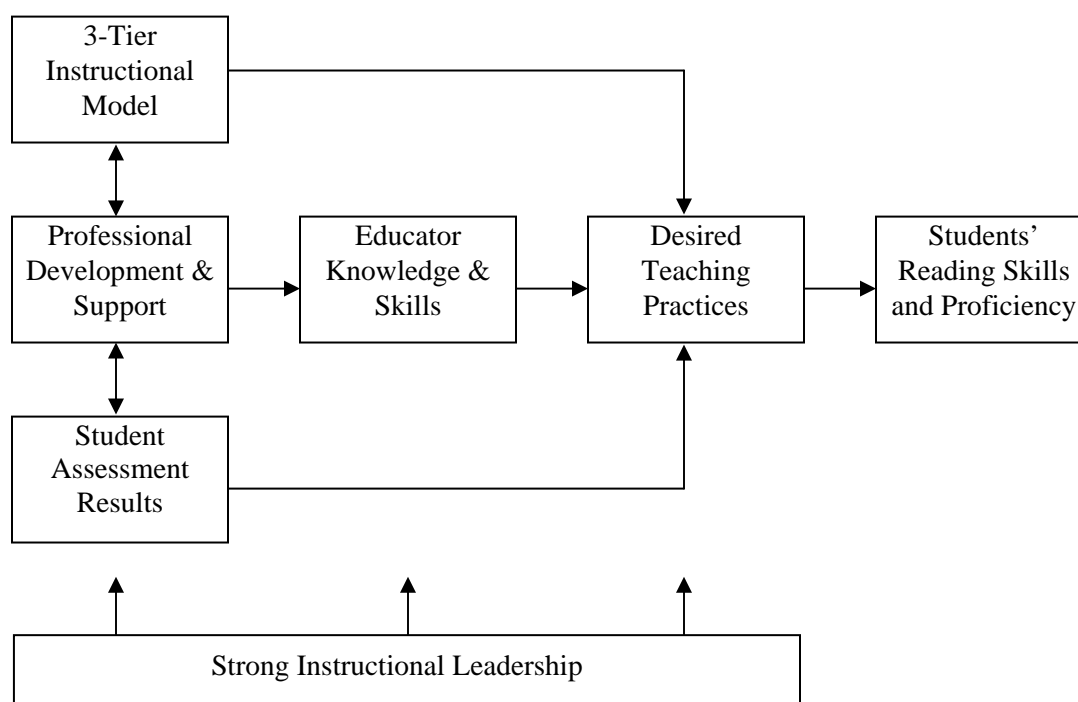 3-Tier
Instructional
Model
Professional
Development &
Support
Educator
Knowledge &
Skills
Desired
Teaching
Practices
Students’
Reading Skills
and Proficiency
Student
Assessment
Results
Strong Instructional Leadership